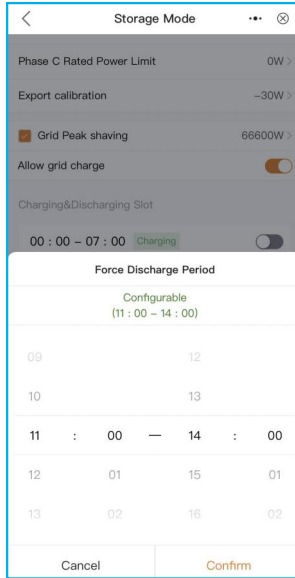 Storage Mode
Phase C Rated Power Limit 0W
Export calibration -30W
Grid Peak shaving 66600W
Allow grid charge
Charging&Discharging Slot
00 : 00 – 07 : 00 Charging
Force Discharge Period
Configurable
(11 : 00 – 14 : 00)
09 12
10 13
11 : 00 — 14 : 00
12 01 15 01
13 02 16 02
Cancel Confirm